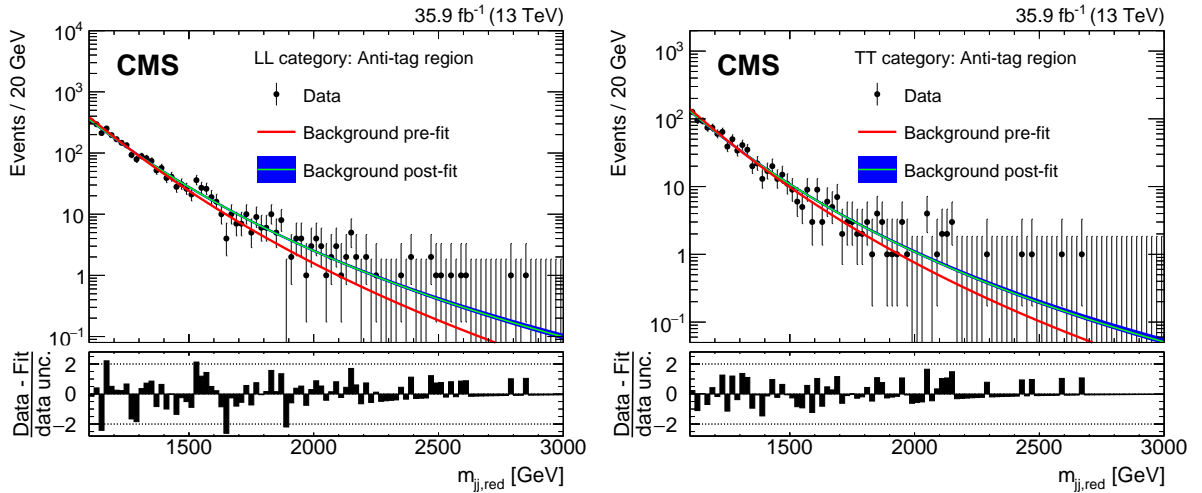 35.9 fb⁻¹ (13 TeV)
CMS
LL category: Anti-tag region
Data
Background pre-fit
Background post-fit
Events / 20 GeV
10⁴
10³
10²
10
1
10⁻¹
Data - Fit
data unc.
2
0
−2
1500
2000
2500
3000
m_jj,red [GeV]
35.9 fb⁻¹ (13 TeV)
CMS
TT category: Anti-tag region
Data
Background pre-fit
Background post-fit
Events / 20 GeV
10³
10²
10
1
10⁻¹
Data - Fit
data unc.
2
0
−2
1500
2000
2500
3000
m_jj,red [GeV]